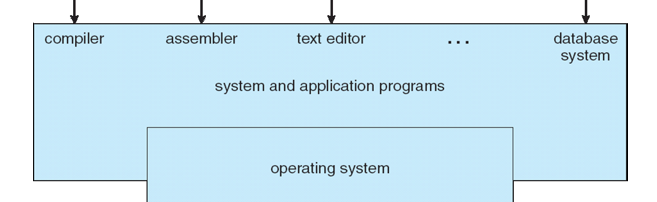 compiler assembler text editor ... database
system
system and application programs
operating system